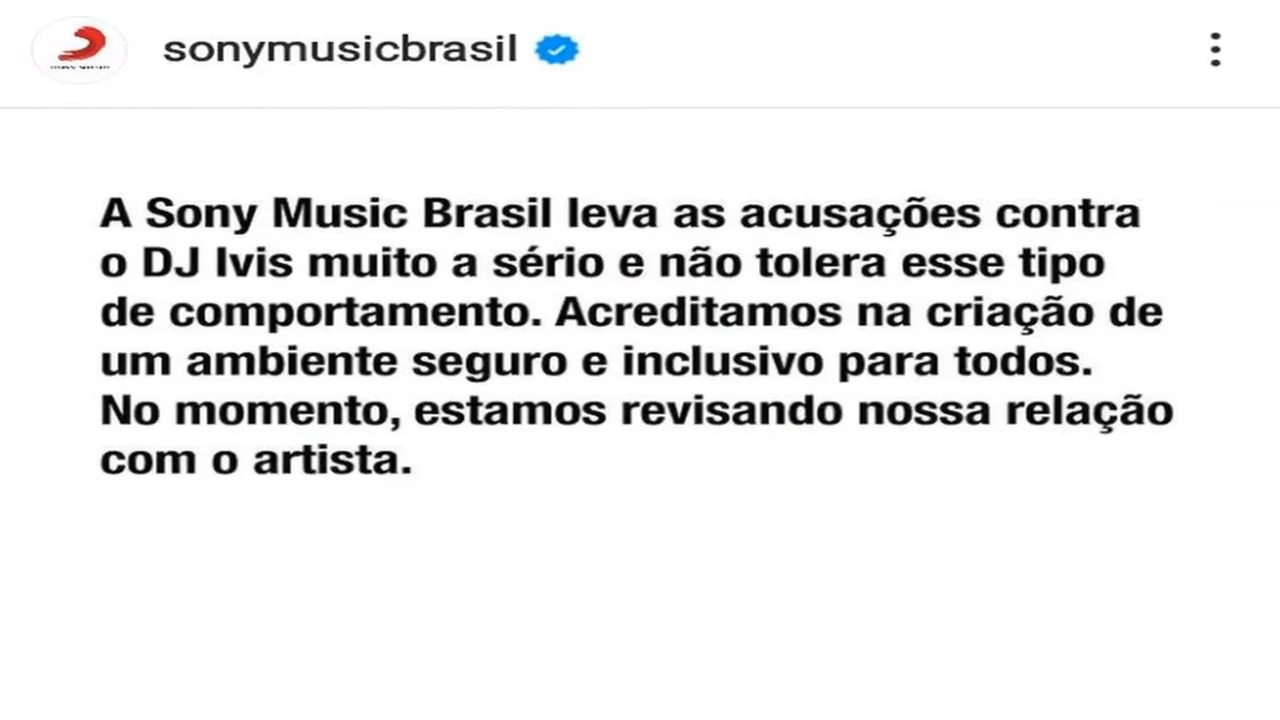 sonymusicbrasil
A Sony Music Brasil leva as acusações contra
o DJ Ivis muito a sério e não tolera esse tipo
de comportamento. Acreditamos na criação de
um ambiente seguro e inclusivo para todos.
No momento, estamos revisando nossa relação
com o artista.